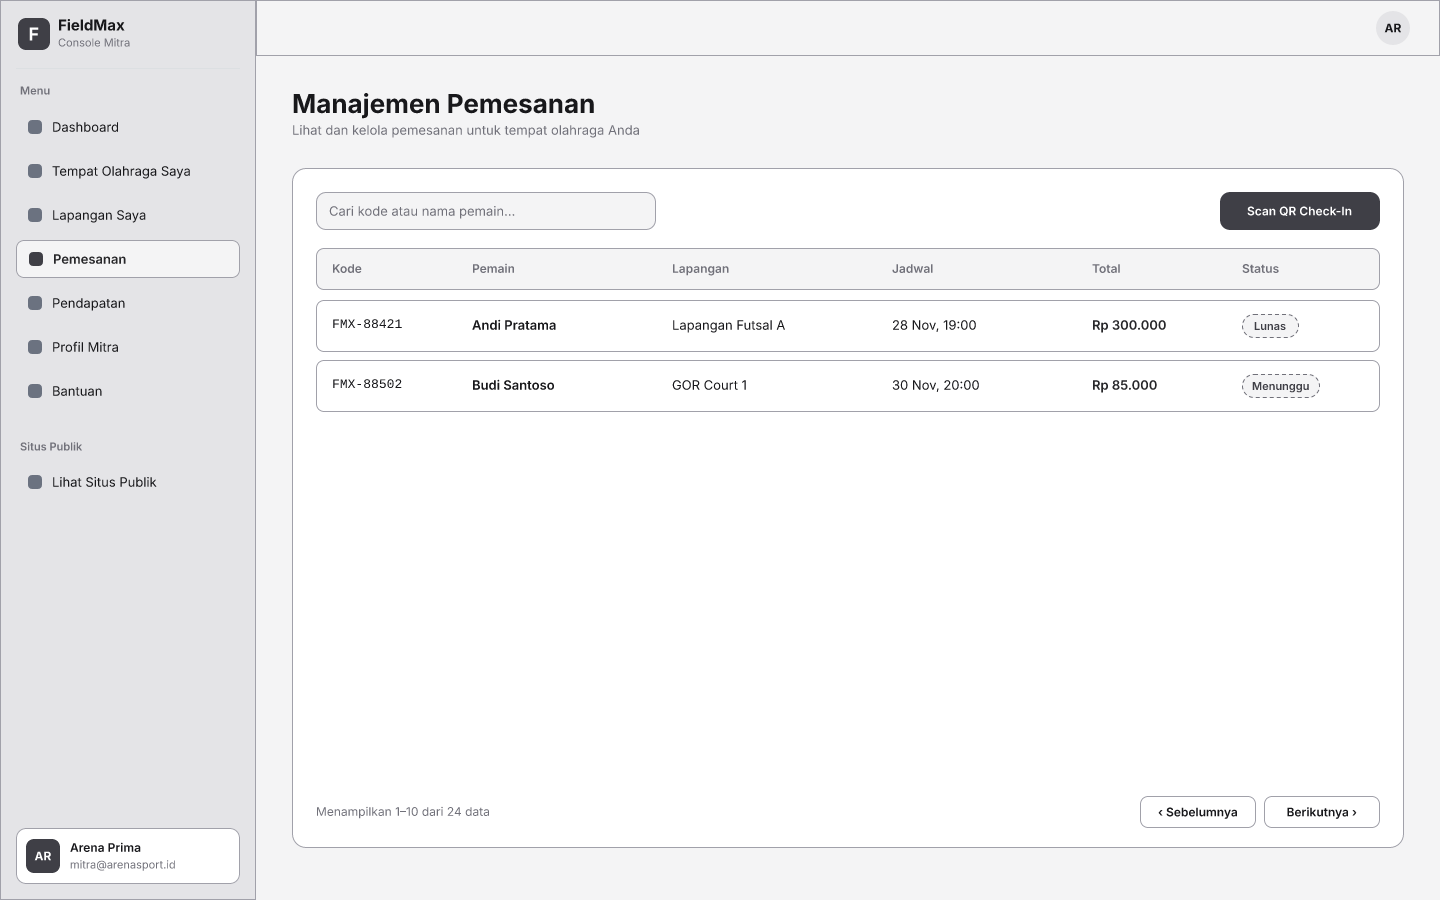 F
FieldMax
Console Mitra
Menu
Dashboard
Tempat Olahraga Saya
Lapangan Saya
Pemesanan
Pendapatan
Profil Mitra
Bantuan
Situs Publik
Lihat Situs Publik
AR
Arena Prima
mitra@arenasport.id
AR
Manajemen Pemesanan
Lihat dan kelola pemesanan untuk tempat olahraga Anda
Cari kode atau nama pemain...
Scan QR Check-In
Kode Pemain Lapangan Jadwal Total Status
FMX-88421 Andi Pratama Lapangan Futsal A 28 Nov, 19:00 Rp 300.000 Lunas
FMX-88502 Budi Santoso GOR Court 1 30 Nov, 20:00 Rp 85.000 Menunggu
Menampilkan 1–10 dari 24 data
‹ Sebelumnya Berikutnya ›